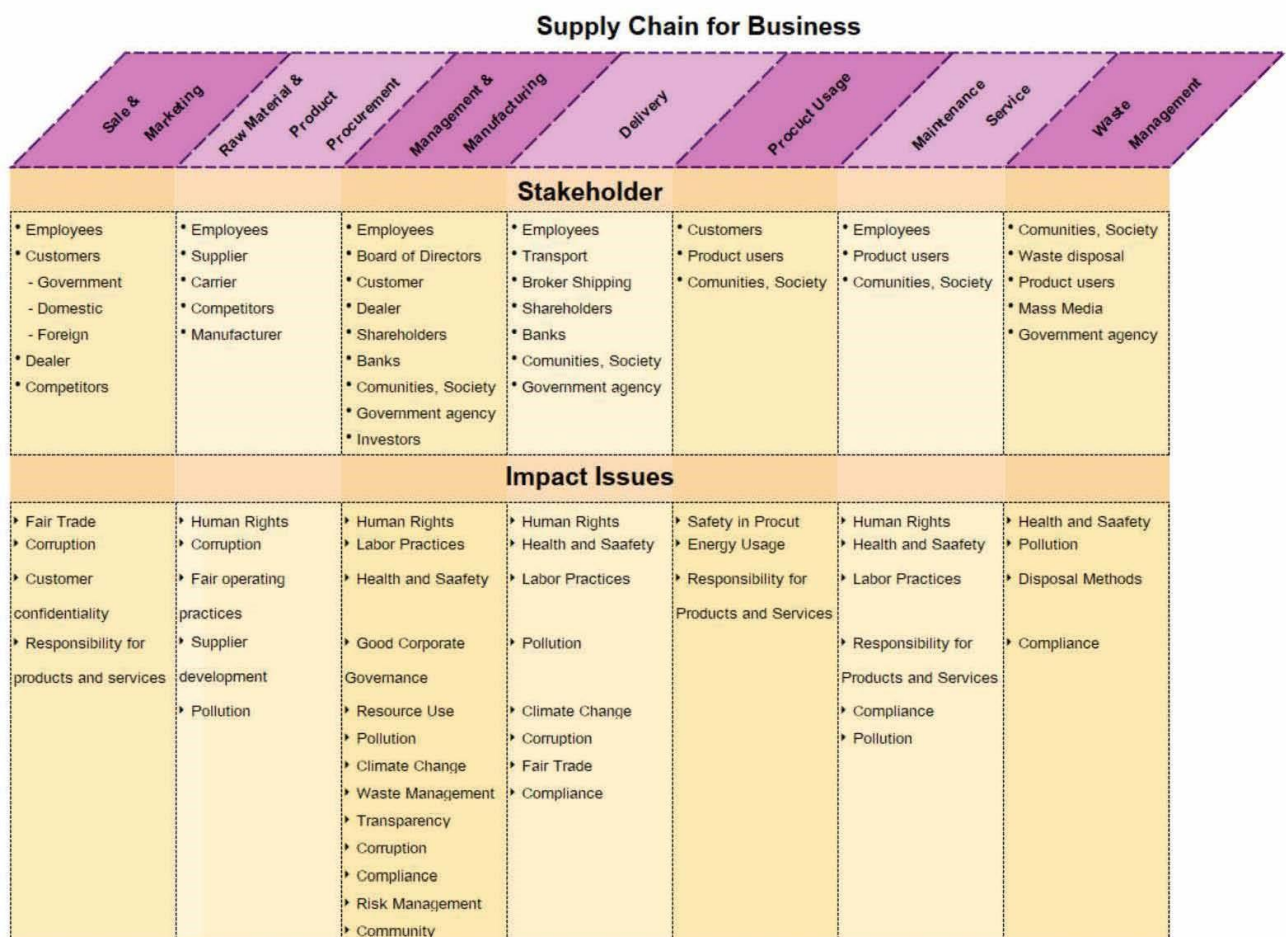 Supply Chain for Business
Sale &
Marketing
Raw Material &
Product
Procurement
Management &
Manufacturing
Delivery
Procuct Usage
Maintenance
Service
Waste
Management
Stakeholder
• Employees
• Customers
- Government
- Domestic
- Foreign
• Dealer
• Competitors
• Employees
• Supplier
• Carrier
• Competitors
• Manufacturer
• Employees
• Board of Directors
• Customer
• Dealer
• Shareholders
• Banks
• Comunities, Society
• Government agency
• Investors
• Employees
• Transport
• Broker Shipping
• Shareholders
• Banks
• Comunities, Society
• Government agency
• Customers
• Product users
• Comunities, Society
• Employees
• Product users
• Comunities, Society
• Comunities, Society
• Waste disposal
• Product users
• Mass Media
• Government agency
Impact Issues
‣ Fair Trade
‣ Corruption
‣ Customer
confidentiality
‣ Responsibility for
products and services
‣ Human Rights
‣ Corruption
‣ Fair operating
practices
‣ Supplier
development
‣ Pollution
‣ Human Rights
‣ Labor Practices
‣ Health and Saafety
‣ Good Corporate
Governance
‣ Resource Use
‣ Pollution
‣ Climate Change
‣ Waste Management
‣ Transparency
‣ Corruption
‣ Compliance
‣ Risk Management
‣ Community
‣ Human Rights
‣ Health and Saafety
‣ Labor Practices
‣ Pollution
‣ Climate Change
‣ Corruption
‣ Fair Trade
‣ Compliance
‣ Safety in Procut
‣ Energy Usage
‣ Responsibility for
Products and Services
‣ Human Rights
‣ Health and Saafety
‣ Labor Practices
‣ Responsibility for
Products and Services
‣ Compliance
‣ Pollution
‣ Health and Saafety
‣ Pollution
‣ Disposal Methods
‣ Compliance